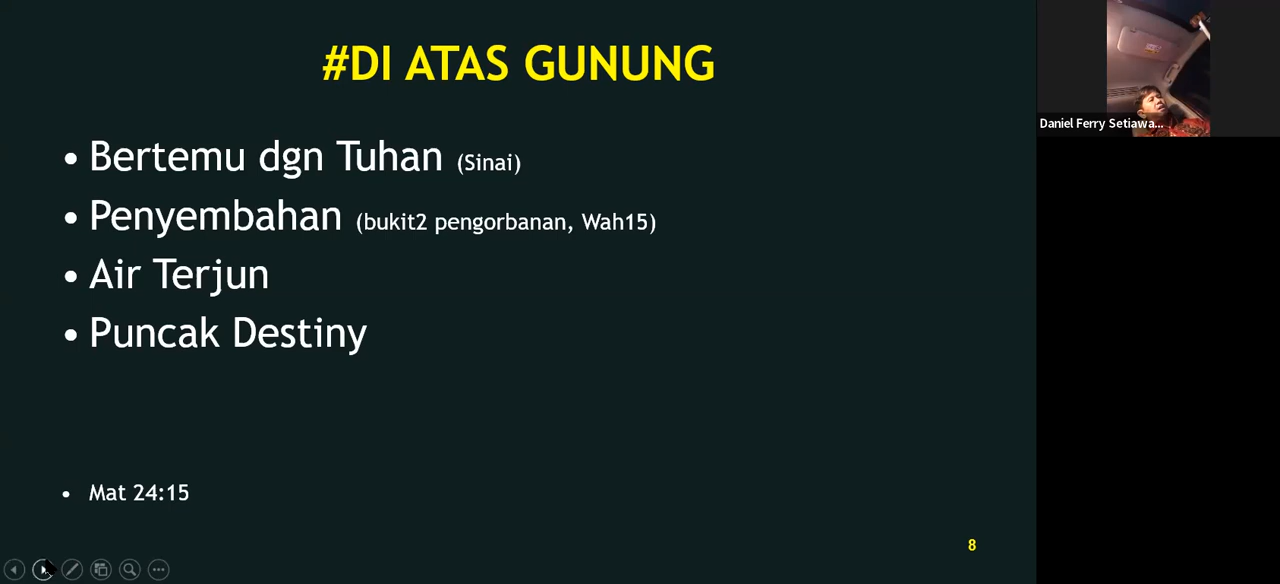 #DI ATAS GUNUNG
• Bertemu dgn Tuhan (Sinai)
• Penyembahan (bukit2 pengorbanan, Wah15)
• Air Terjun
• Puncak Destiny
• Mat 24:15
8
Daniel Ferry Setiawa...